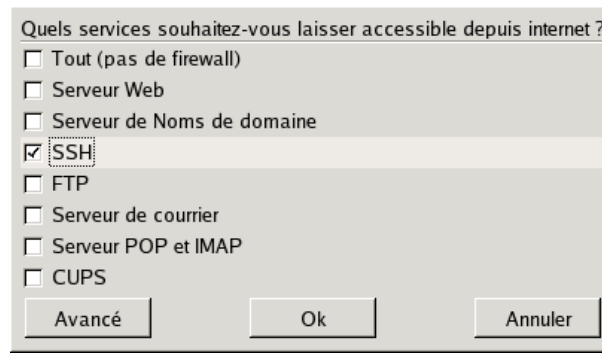 Quels services souhaitez-vous laisser accessible depuis internet ?
Tout (pas de firewall)
Serveur Web
Serveur de Noms de domaine
SSH
FTP
Serveur de courrier
Serveur POP et IMAP
CUPS
Avancé Ok Annuler